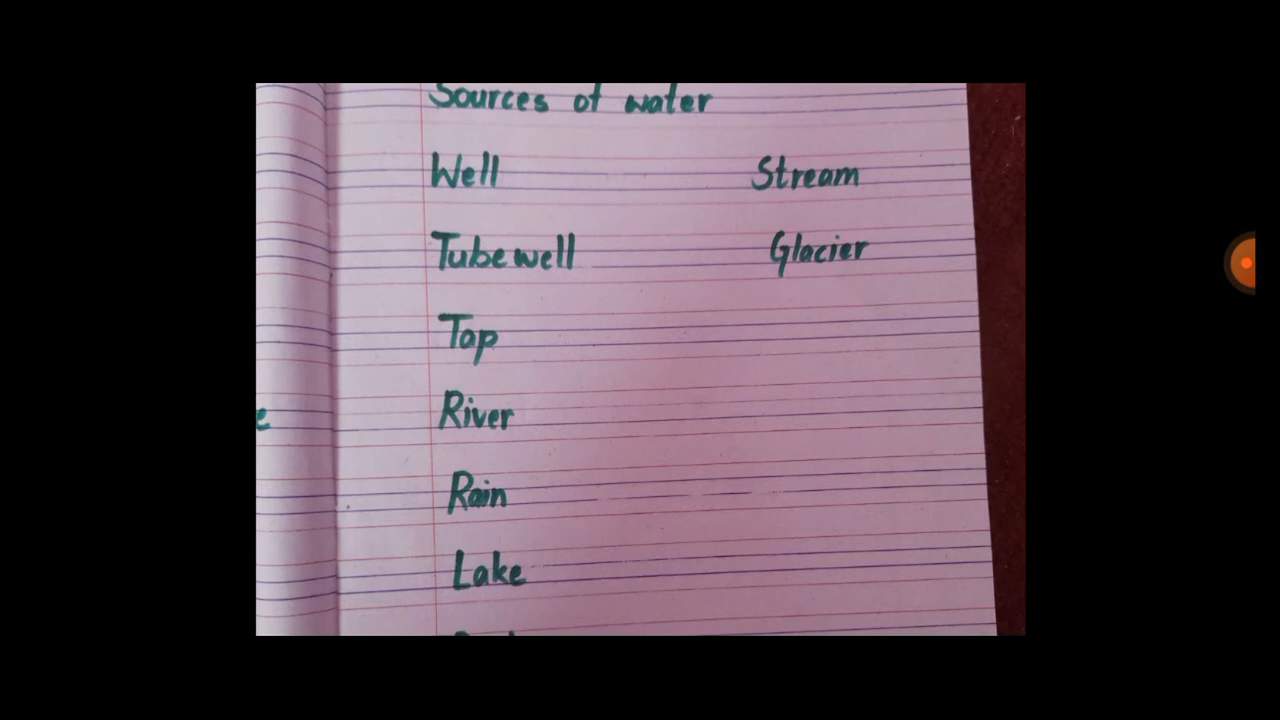 Sources of water
Well Stream
Tubewell Glacier
Tap
River
Rain
Lake